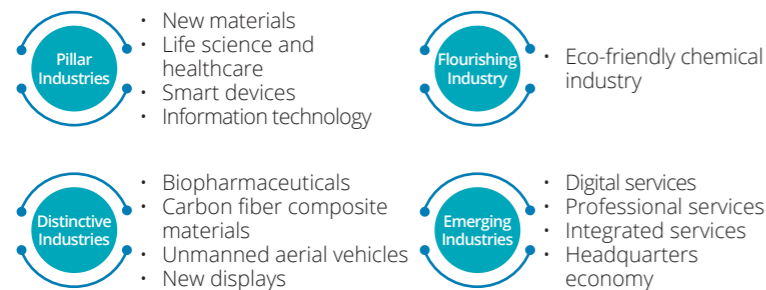 Pillar
Industries
• New materials
• Life science and
healthcare
• Smart devices
• Information technology
Flourishing
Industry
• Eco-friendly chemical
industry
Distinctive
Industries
• Biopharmaceuticals
• Carbon fiber composite
materials
• Unmanned aerial vehicles
• New displays
Emerging
Industries
• Digital services
• Professional services
• Integrated services
• Headquarters
economy